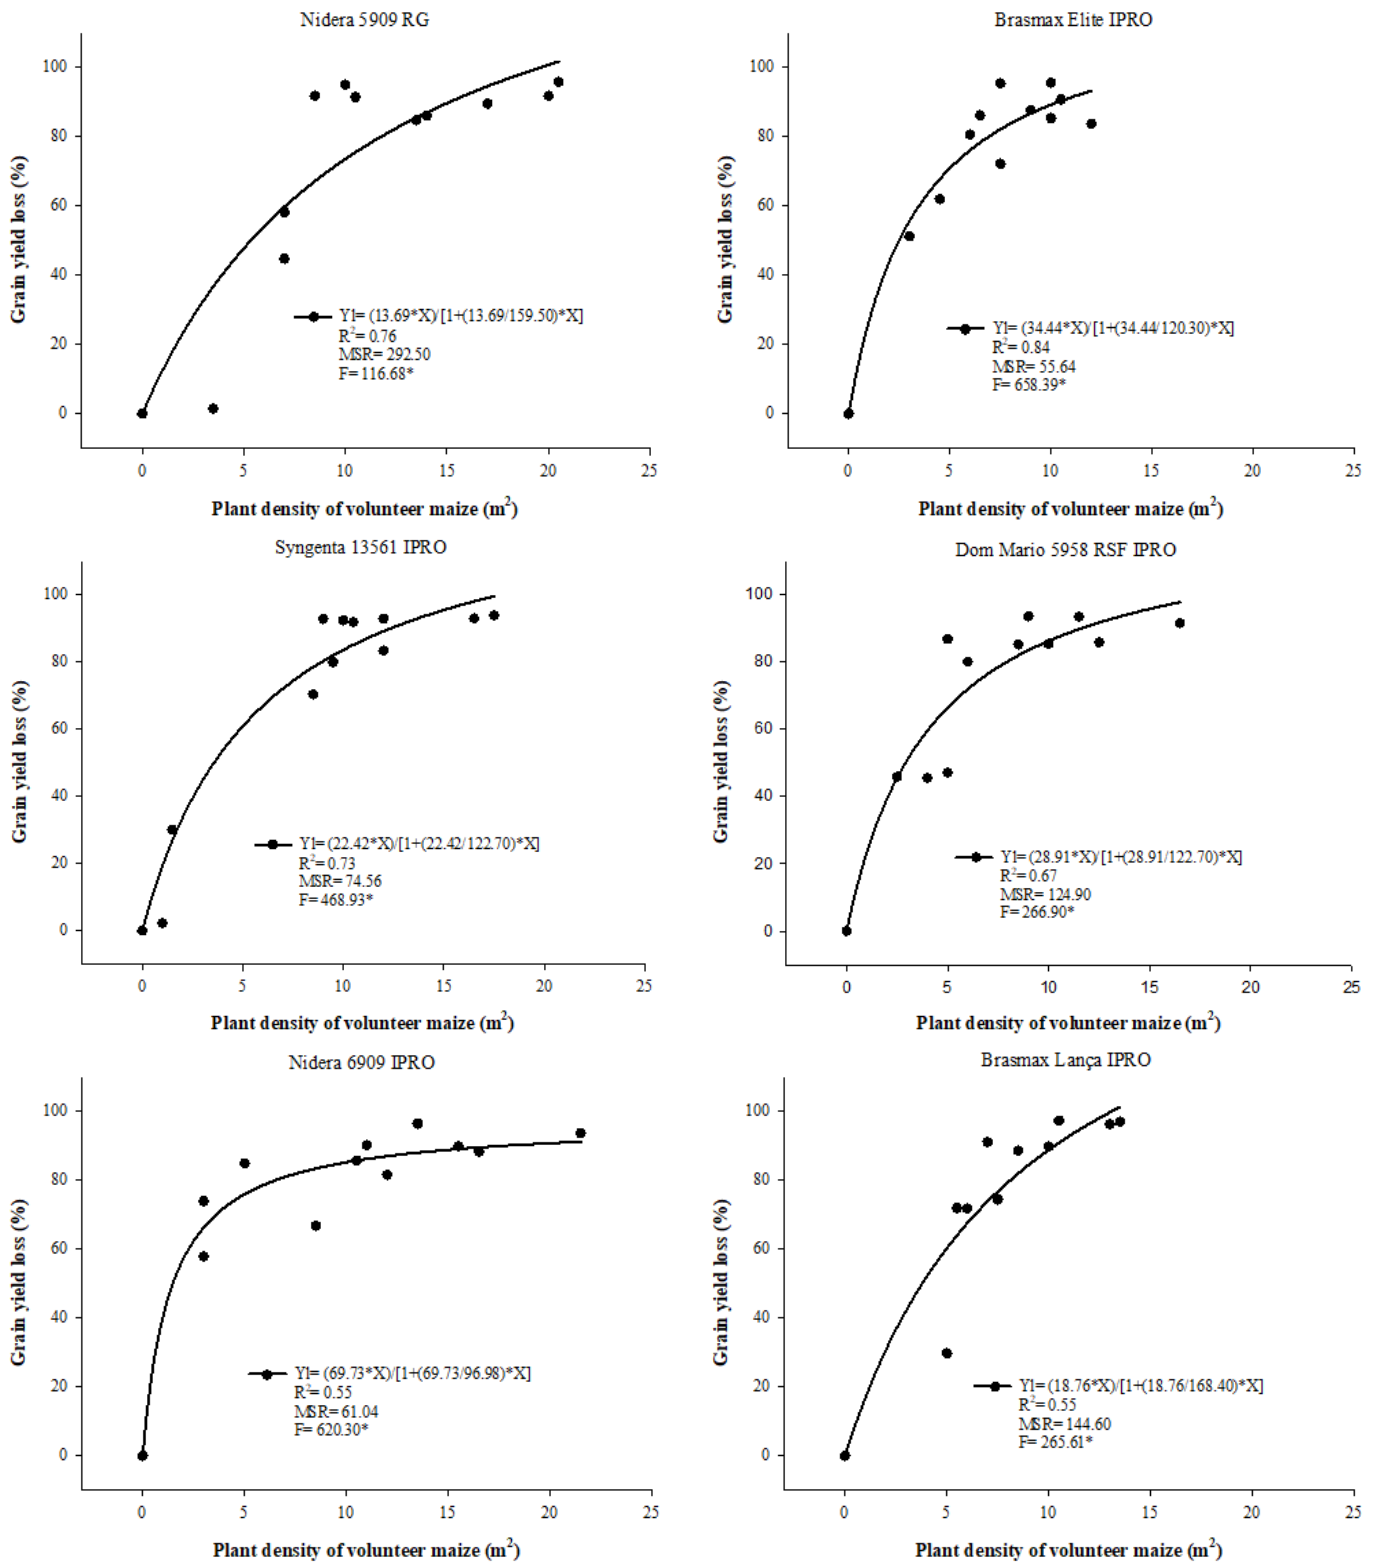 Nidera 5909 RG
Grain yield loss (%)
100
80
60
40
20
0
Y1= (13.69*X)/[1+(13.69/159.50)*X]
R²= 0.76
MSR= 292.50
F= 116.68*
0 5 10 15 20 25
Plant density of volunteer maize (m²)
Brasmax Elite IPRO
Grain yield loss (%)
100
80
60
40
20
0
Y1= (34.44*X)/[1+(34.44/120.30)*X]
R²= 0.84
MSR= 55.64
F= 658.39*
0 5 10 15 20 25
Plant density of volunteer maize (m²)
Syngenta 13561 IPRO
Grain yield loss (%)
100
80
60
40
20
0
Y1= (22.42*X)/[1+(22.42/122.70)*X]
R²= 0.73
MSR= 74.56
F= 468.93*
0 5 10 15 20 25
Plant density of volunteer maize (m²)
Dom Mario 5958 RSF IPRO
Grain yield loss (%)
100
80
60
40
20
0
Y1= (28.91*X)/[1+(28.91/122.70)*X]
R²= 0.67
MSR= 124.90
F= 266.90*
0 5 10 15 20 25
Plant density of volunteer maize (m²)
Nidera 6909 IPRO
Grain yield loss (%)
100
80
60
40
20
0
Y1= (69.73*X)/[1+(69.73/96.98)*X]
R²= 0.55
MSR= 61.04
F= 620.30*
0 5 10 15 20 25
Plant density of volunteer maize (m²)
Brasmax Lança IPRO
Grain yield loss (%)
100
80
60
40
20
0
Y1= (18.76*X)/[1+(18.76/168.40)*X]
R²= 0.55
MSR= 144.60
F= 265.61*
0 5 10 15 20 25
Plant density of volunteer maize (m²)